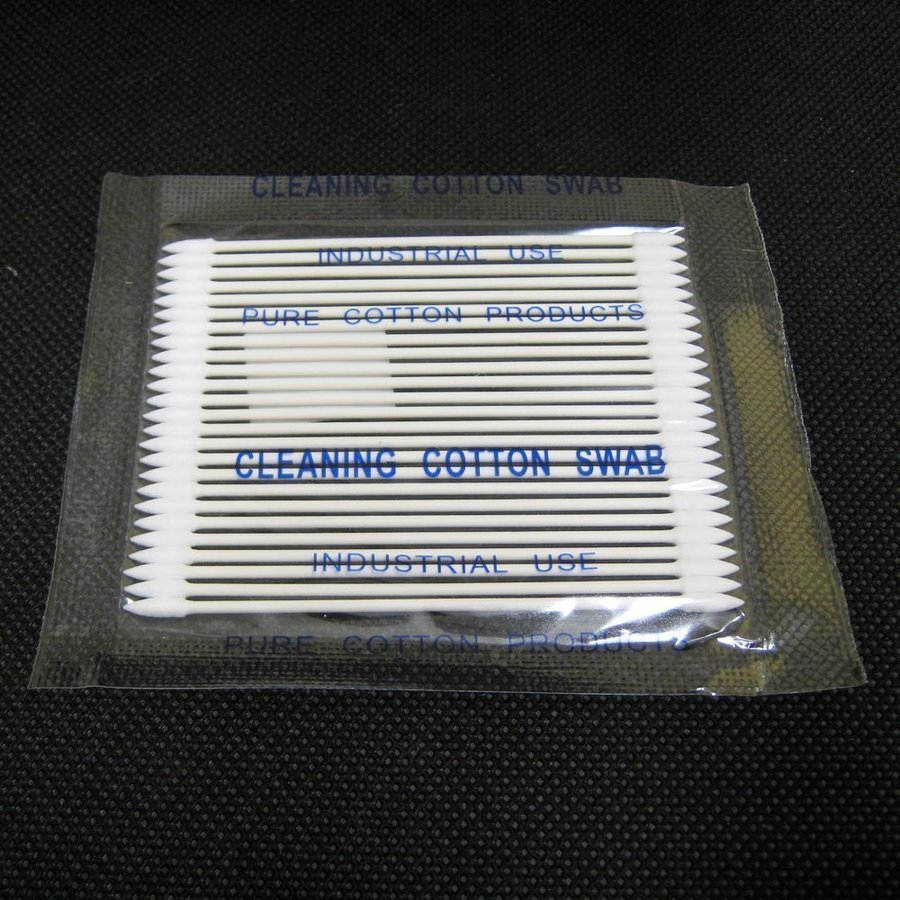 CLEANING COTTON SWAB
INDUSTRIAL USE
PURE COTTON PRODUCTS
CLEANING COTTON SWAB
INDUSTRIAL USE
PURE COTTON PRODUCTS